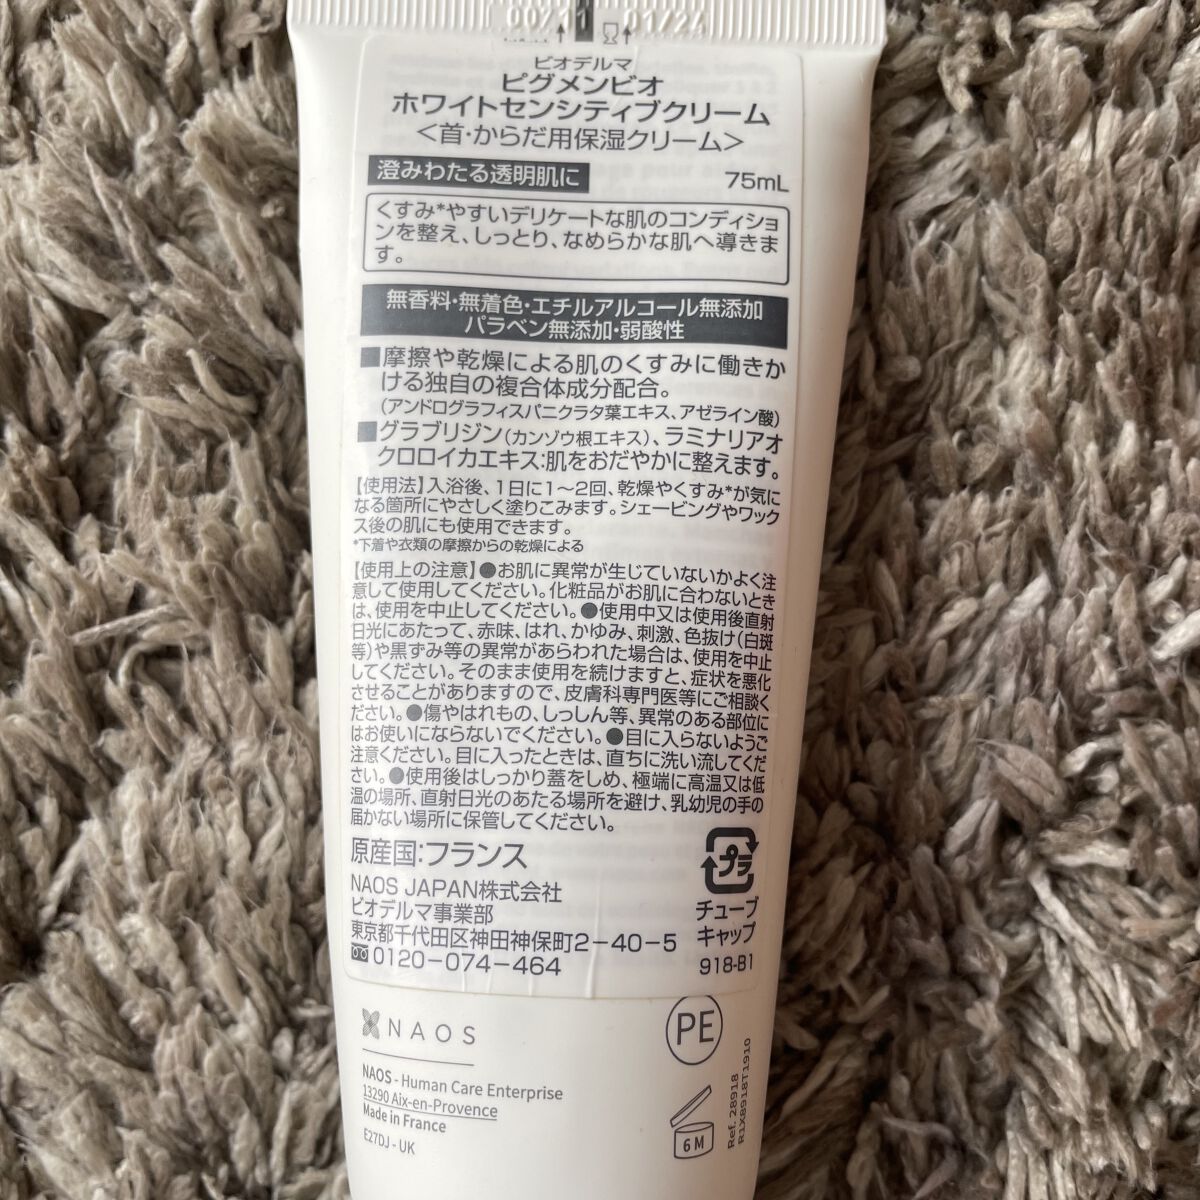 01/24
ビオデルマ
ピグメンビオ
ホワイトセンシティブクリーム
<首・からだ用保湿クリーム>
澄みわたる透明肌に
75mL
くすみ*やすいデリケートな肌のコンディショ
ンを整え、しっとり、なめらかな肌へ導きま
す。
無香料・無着色・エチルアルコール無添加
パラベン無添加・弱酸性
■摩擦や乾燥による肌のくすみに働きか
ける独自の複合体成分配合。
(アンドログラフィスパニクラタ葉エキス、アゼライン酸)
■グラブリジン(カンゾウ根エキス)、ラミナリアオ
クロロイカエキス:肌をおだやかに整えます。
【使用法】入浴後、1日に1〜2回、乾燥やくすみ*が気に
なる箇所にやさしく塗りこみます。シェービングやワック
ス後の肌にも使用できます。
*下着や衣類の摩擦からの乾燥による
【使用上の注意】●お肌に異常が生じていないかよく注
意して使用してください。化粧品がお肌に合わないとき
は、使用を中止してください。●使用中又は使用後直射
日光にあたって、赤味、はれ、かゆみ、刺激、色抜け(白斑
等)や黒ずみ等の異常があらわれた場合は、使用を中止
してください。そのまま使用を続けますと、症状を悪化
させることがありますので、皮膚科専門医等にご相談く
ださい。●傷やはれもの、しっしん等、異常のある部位に
はお使いにならないでください。●目に入らないようご
注意ください。目に入ったときは、直ちに洗い流してくだ
さい。●使用後はしっかり蓋をしめ、極端に高温又は低
温の場所、直射日光のあたる場所を避け、乳幼児の手の
届かない場所に保管してください。
原産国:フランス
NAOS JAPAN株式会社
ビオデルマ事業部
東京都千代田区神田神保町2-40-5
0120-074-464
プラ
チューブ
キャップ
918-B1
NAOS
PE
NAOS - Human Care Enterprise
13290 Aix-en-Provence
Made in France
E27DJ - UK
6 M
Ref. 28918
R1X8918T1910